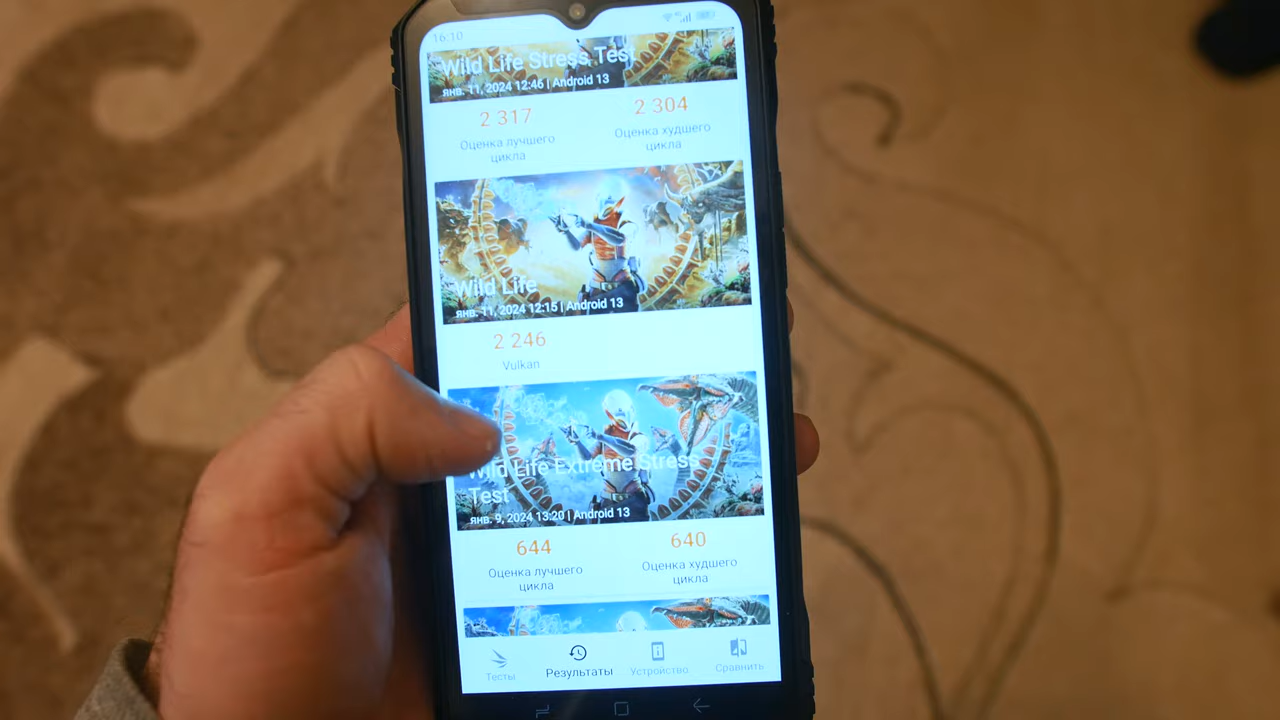 16:10
Wild Life Stress Test
янв. 11, 2024 12:46 | Android 13
2 317
2 304
Оценка лучшего
цикла
Оценка худшего
цикла
Wild Life
янв. 11, 2024 12:15 | Android 13
2 246
Vulkan
Wild Life Extreme Stress
Test
янв. 9, 2024 13:20 | Android 13
644
640
Оценка лучшего
цикла
Оценка худшего
цикла
Тесты
Результаты
Устройство
Сравнить